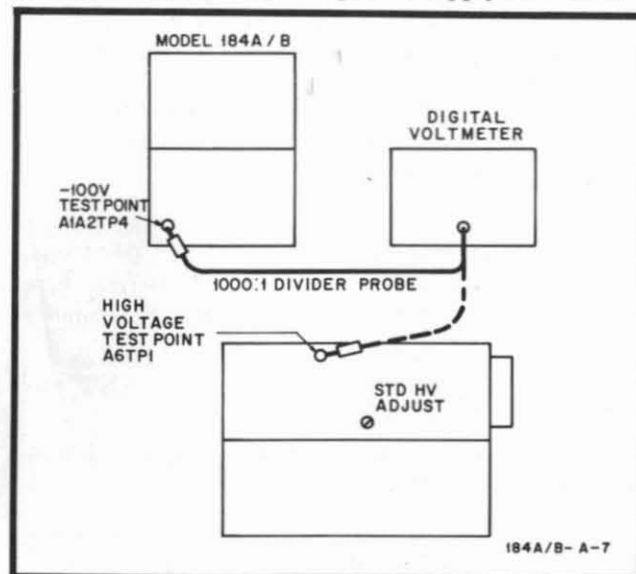 MODEL 184A/B
DIGITAL
VOLTMETER
-100V
TEST POINT
A1A2TP4
1000:1 DIVIDER PROBE
HIGH
VOLTAGE
TEST POINT
A6TP1
STD HV
ADJUST
184A/B- A-7